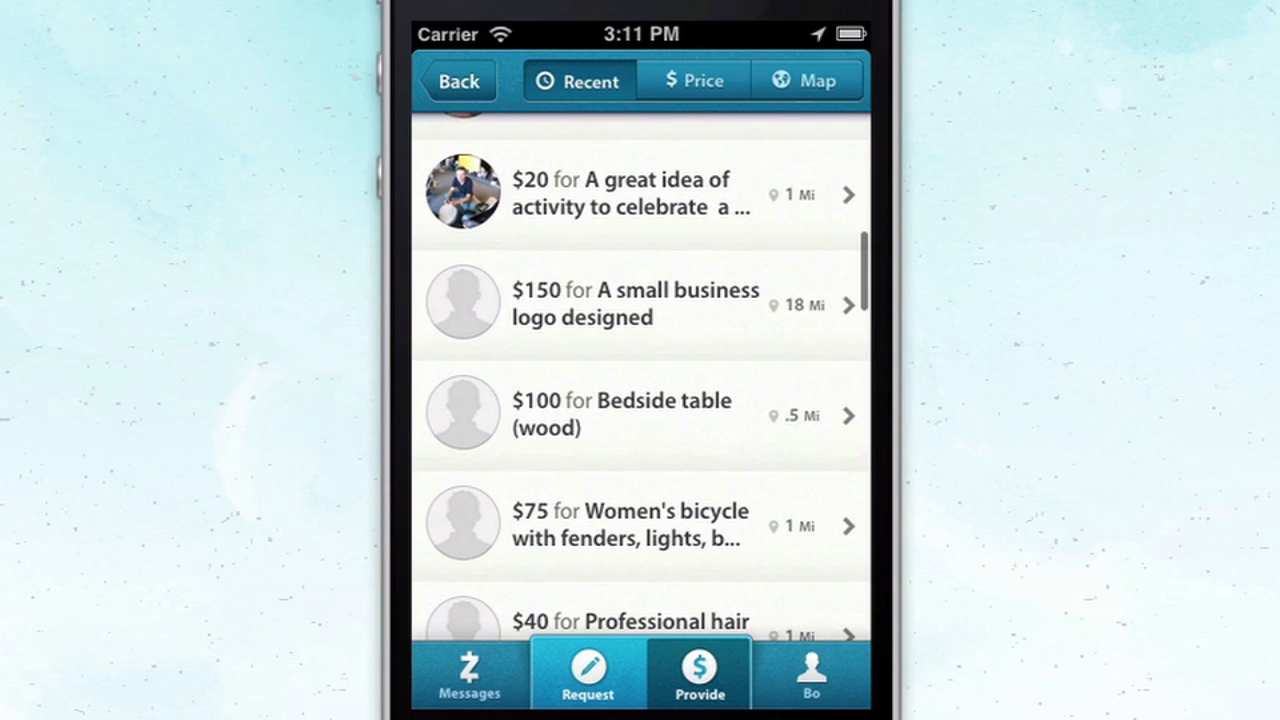 Carrier 3:11 PM
Back Recent $ Price Map
$20 for A great idea of
activity to celebrate a ...
1 Mi
$150 for A small business
logo designed
18 Mi
$100 for Bedside table
(wood)
.5 Mi
$75 for Women's bicycle
with fenders, lights, b...
1 Mi
$40 for Professional hair
1 Mi
Messages Request Provide Bo